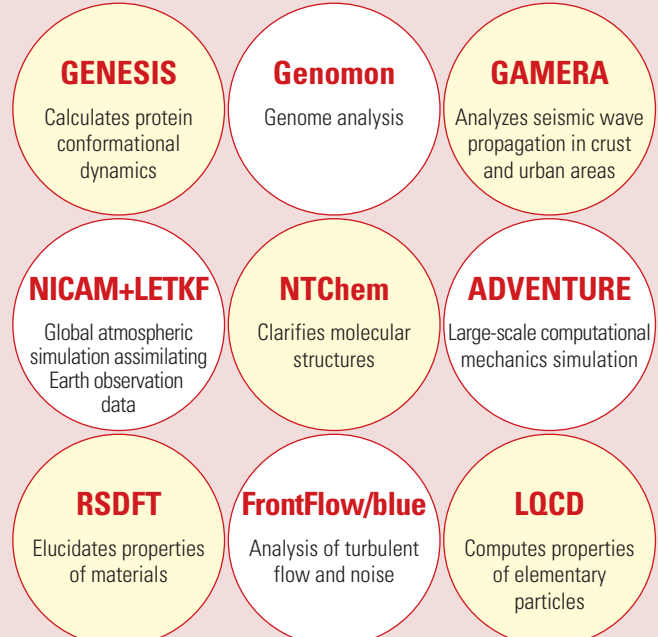 GENESIS
Calculates protein
conformational
dynamics
Genomon
Genome analysis
GAMERA
Analyzes seismic wave
propagation in crust
and urban areas
NICAM+LETKF
Global atmospheric
simulation assimilating
Earth observation
data
NTChem
Clarifies molecular
structures
ADVENTURE
Large-scale computational
mechanics simulation
RSDFT
Elucidates properties
of materials
FrontFlow/blue
Analysis of turbulent
flow and noise
LQCD
Computes properties
of elementary
particles